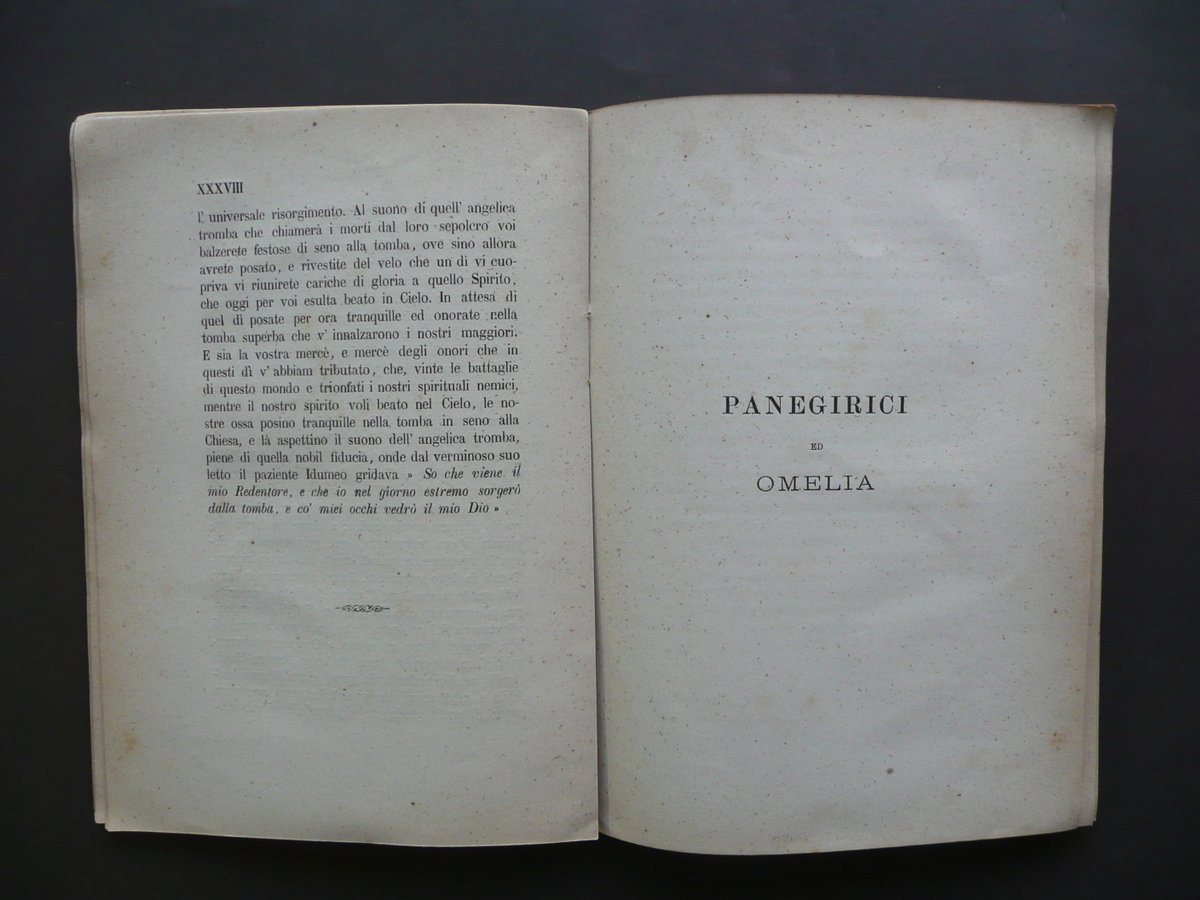 XXXVIII
l' universale risorgimento. Al suono di quell' angelica
tromba che chiamerà i morti dal loro sepolcro voi
balzerete festose di seno alla tomba, ove sino allora
avrete posato, e rivestite del velo che un dì vi cuo-
priva vi riunirete cariche di gloria a quello Spirito,
che oggi per voi esulta beato in Cielo. In attesa di
quel dì posate per ora tranquille ed onorate nella
tomba superba che v' innalzarono i nostri maggiori.
E sia la vostra mercè, e mercè degli onori che in
questi dì v' abbiam tributato, che, vinte le battaglie
di questo mondo e trionfati i nostri spirituali nemici,
mentre il nostro spirito voli beato nel Cielo, le no-
stre ossa posino tranquille nella tomba in seno alla
Chiesa, e là aspettino il suono dell' angelica tromba,
piene di quella nobil fiducia, onde dal verminoso suo
letto il paziente Idumeo gridava » So che viene il
mio Redentore, e che io nel giorno estremo sorgerò
dalla tomba, e co' miei occhi vedrò il mio Dio »
PANEGIRICI
ED
OMELIA